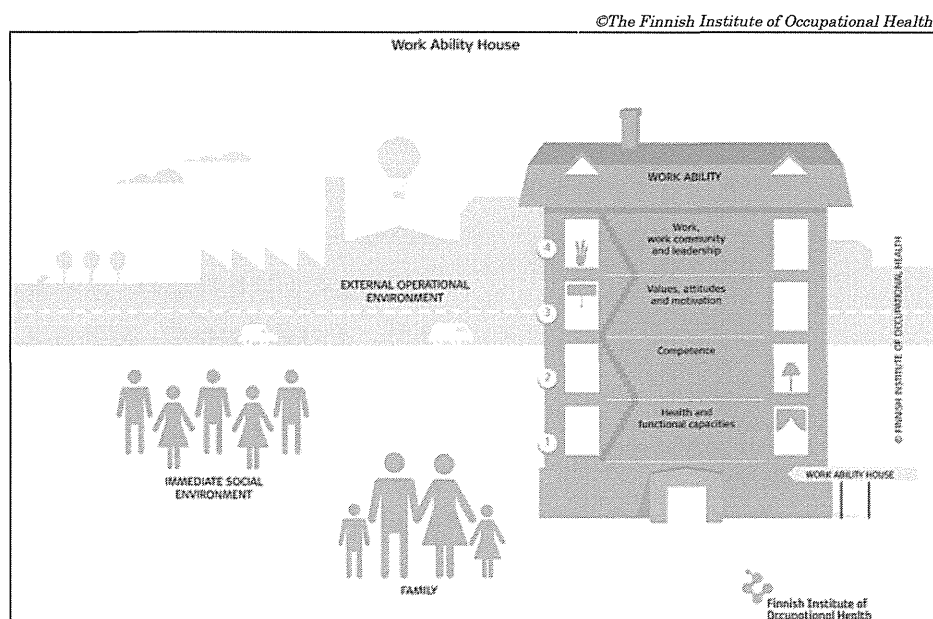 ©The Finnish Institute of Occupational Health
Work Ability House
WORK ABILITY
4
Work,
work community
and leadership
EXTERNAL OPERATIONAL
ENVIRONMENT
3
Values, attitudes
and motivation
2
Competence
1
Health and
functional capacities
© FINNISH INSTITUTE OF OCCUPATIONAL HEALTH
IMMEDIATE SOCIAL
ENVIRONMENT
WORK ABILITY HOUSE
FAMILY
Finnish Institute of
Occupational Health